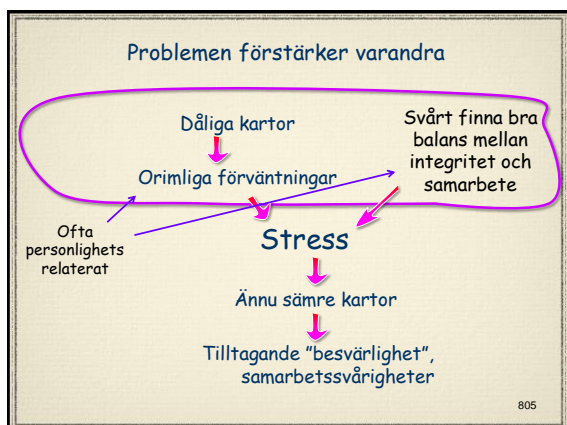 Problemen förstärker varandra
Dåliga kartor
Orimliga förväntningar
Svårt finna bra
balans mellan
integritet och
samarbete
Ofta
personlighets
relaterat
Stress
Ännu sämre kartor
Tilltagande ”besvärlighet”,
samarbetssvårigheter
805